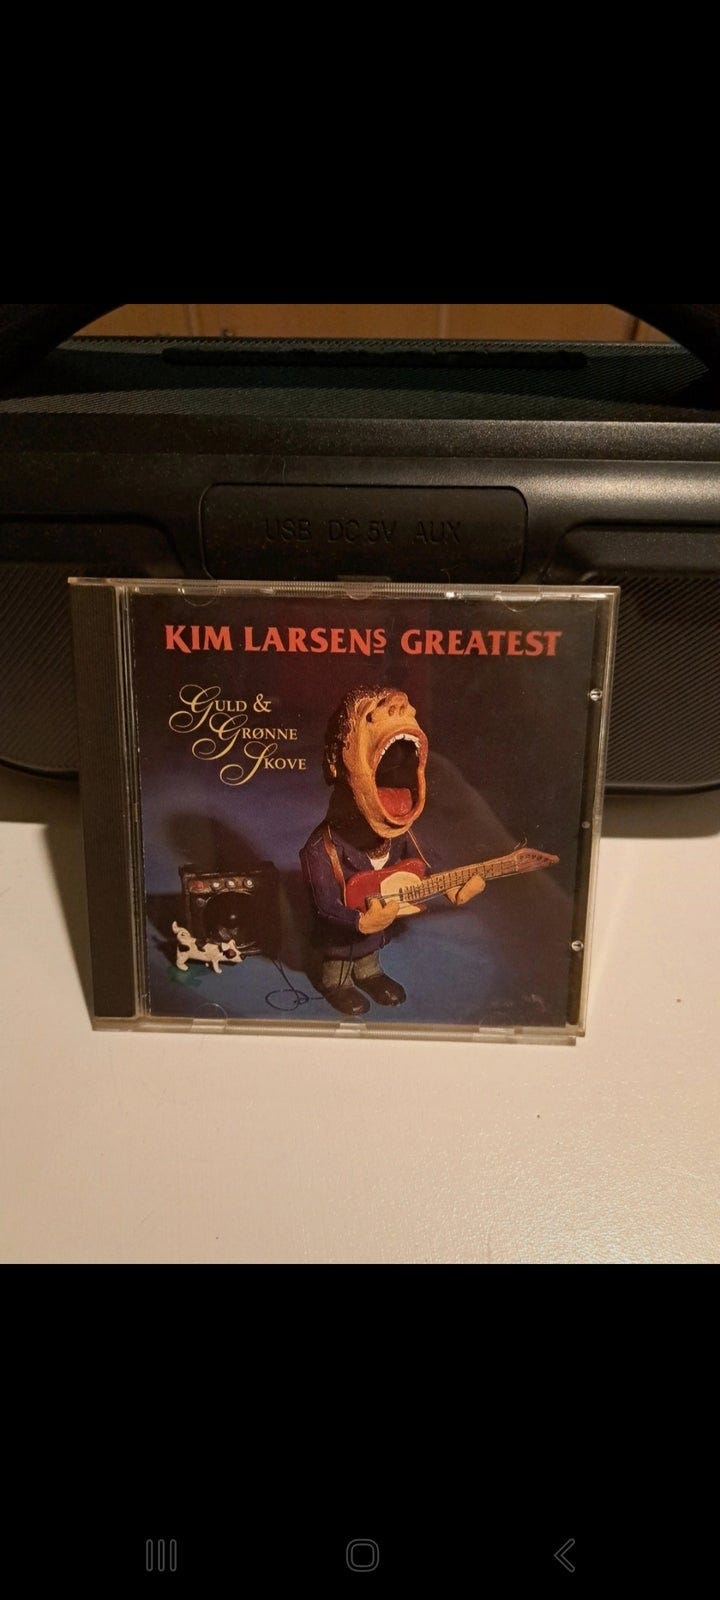 USB DC 5V AUX
KIM LARSENS GREATEST
GULD &
GRØNNE
SKOVE